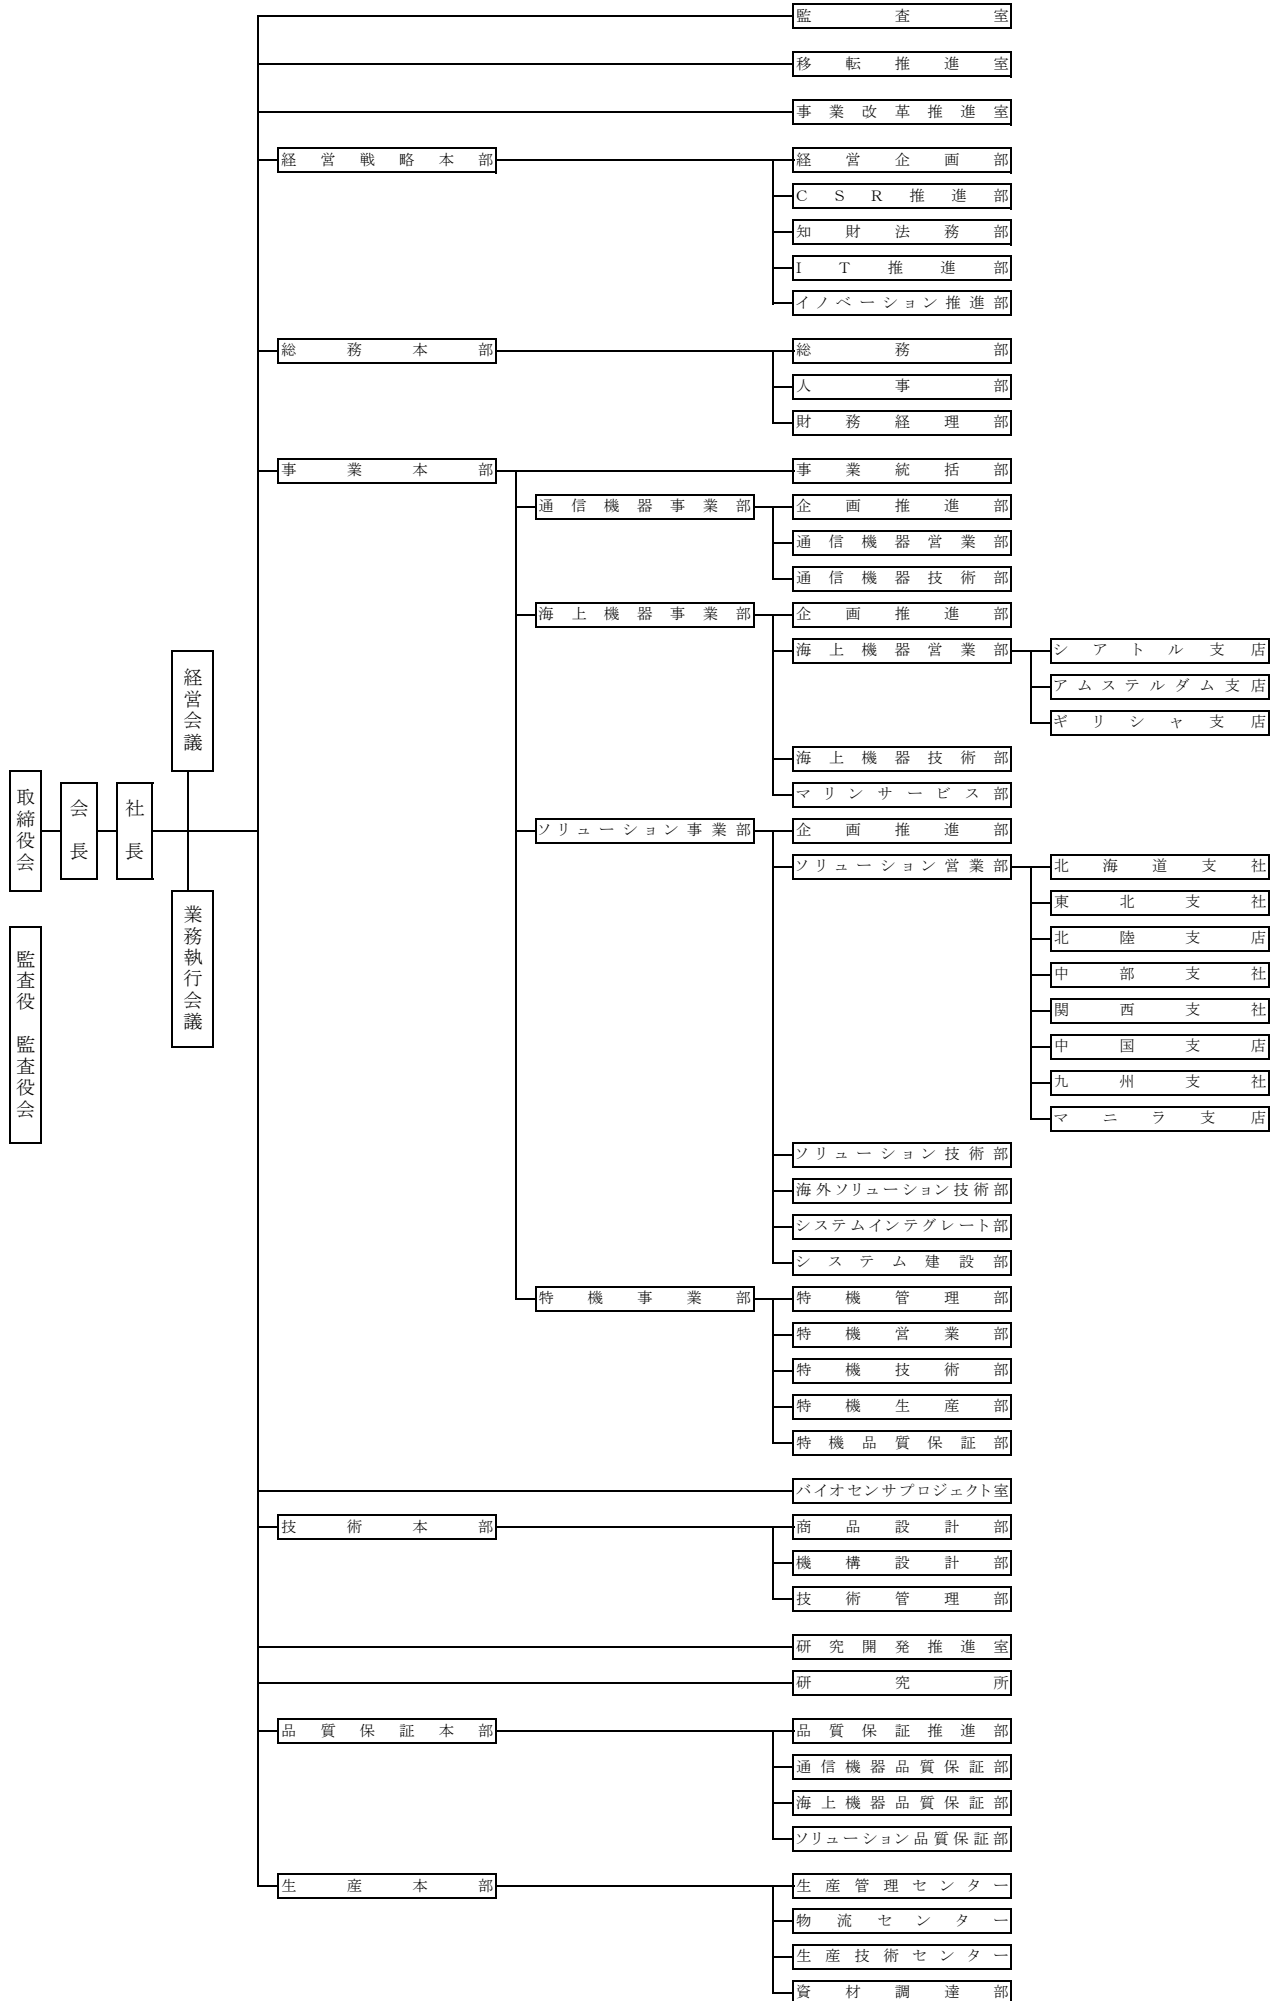 監査室
移転推進室
事業改革推進室
経営戦略本部
経営企画部
CSR推進部
知財法務部
IT推進部
イノベーション推進部
総務本部
総務部
人事部
財務経理部
事業本部
事業統括部
通信機器事業部
企画推進部
通信機器営業部
通信機器技術部
海上機器事業部
企画推進部
海上機器営業部
シアトル支店
アムステルダム支店
ギリシャ支店
海上機器技術部
マリンサービス部
取締役会
会長
社長
経営会議
業務執行会議
監査役 監査役会
ソリューション事業部
企画推進部
ソリューション営業部
北海道支社
東北支社
北陸支店
中部支社
関西支社
中国支店
九州支社
マニラ支店
ソリューション技術部
海外ソリューション技術部
システムインテグレート部
システム建設部
特機事業部
特機管理部
特機営業部
特機技術部
特機生産部
特機品質保証部
バイオセンサプロジェクト室
技術本部
商品設計部
機構設計部
技術管理部
研究開発推進室
研究所
品質保証本部
品質保証推進部
通信機器品質保証部
海上機器品質保証部
ソリューション品質保証部
生産本部
生産管理センター
物流センター
生産技術センター
資材調達部